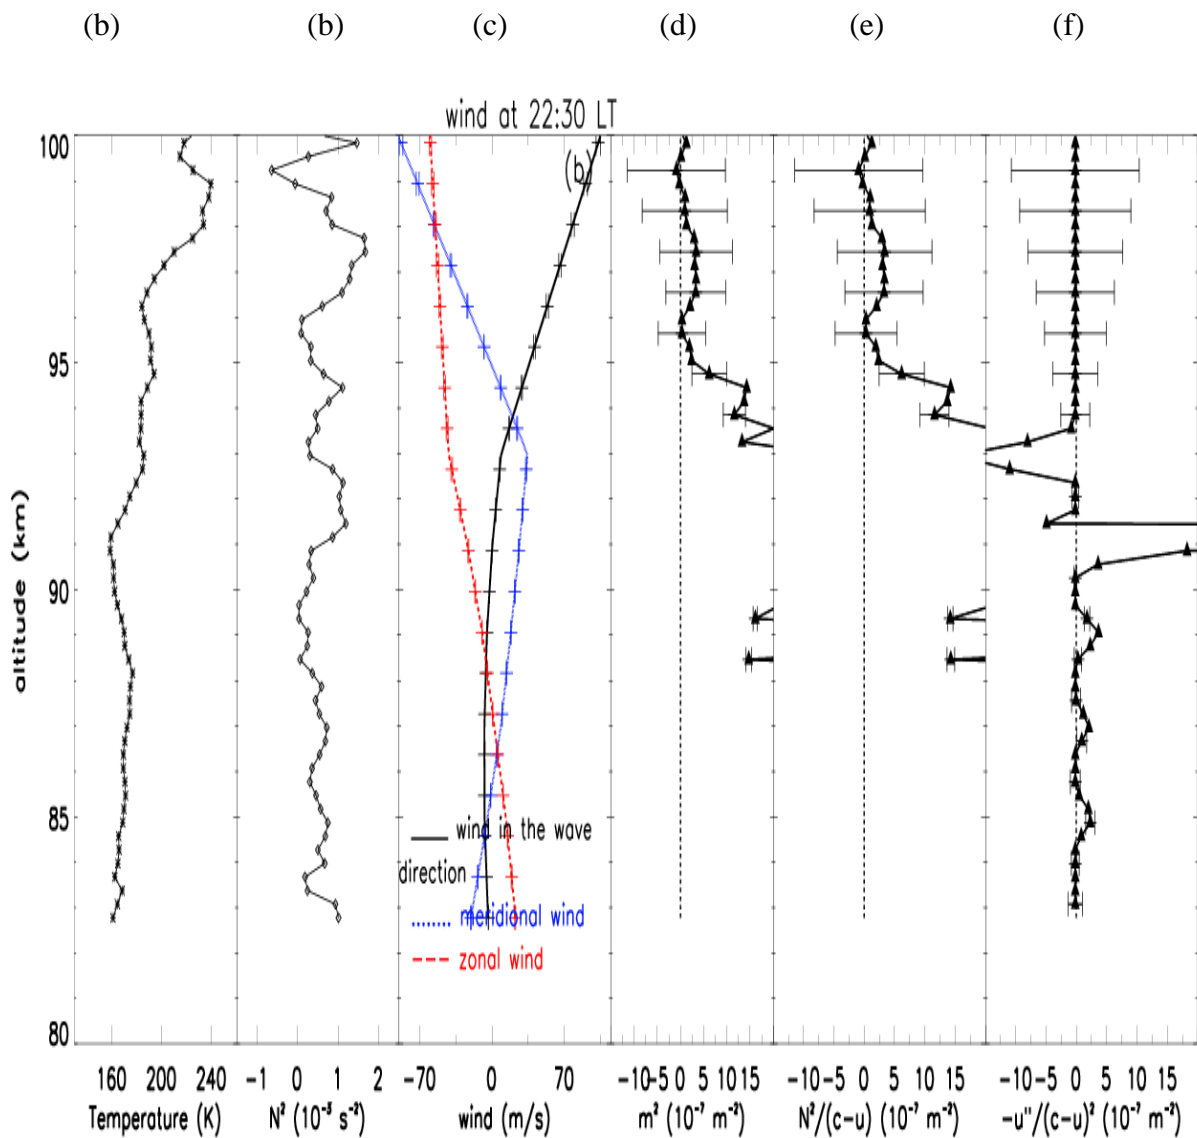 (b) (b) (c) (d) (e) (f)
wind at 22:30 LT
(b)
100
95
90
85
80
altitude (km)
wind in the wave
direction
meridional wind
zonal wind
160 200 240 -1 0 1 2 -70 0 70 -10 -5 0 5 10 15 -10 -5 0 5 10 15 -10 -5 0 5 10 15
Temperature (K) N² (10⁻⁵ s⁻²) wind (m/s) m² (10⁻⁷ m⁻²) N²/(c-u) (10⁻⁷ m⁻²) -u"/(c-u)² (10⁻⁷ m⁻²)